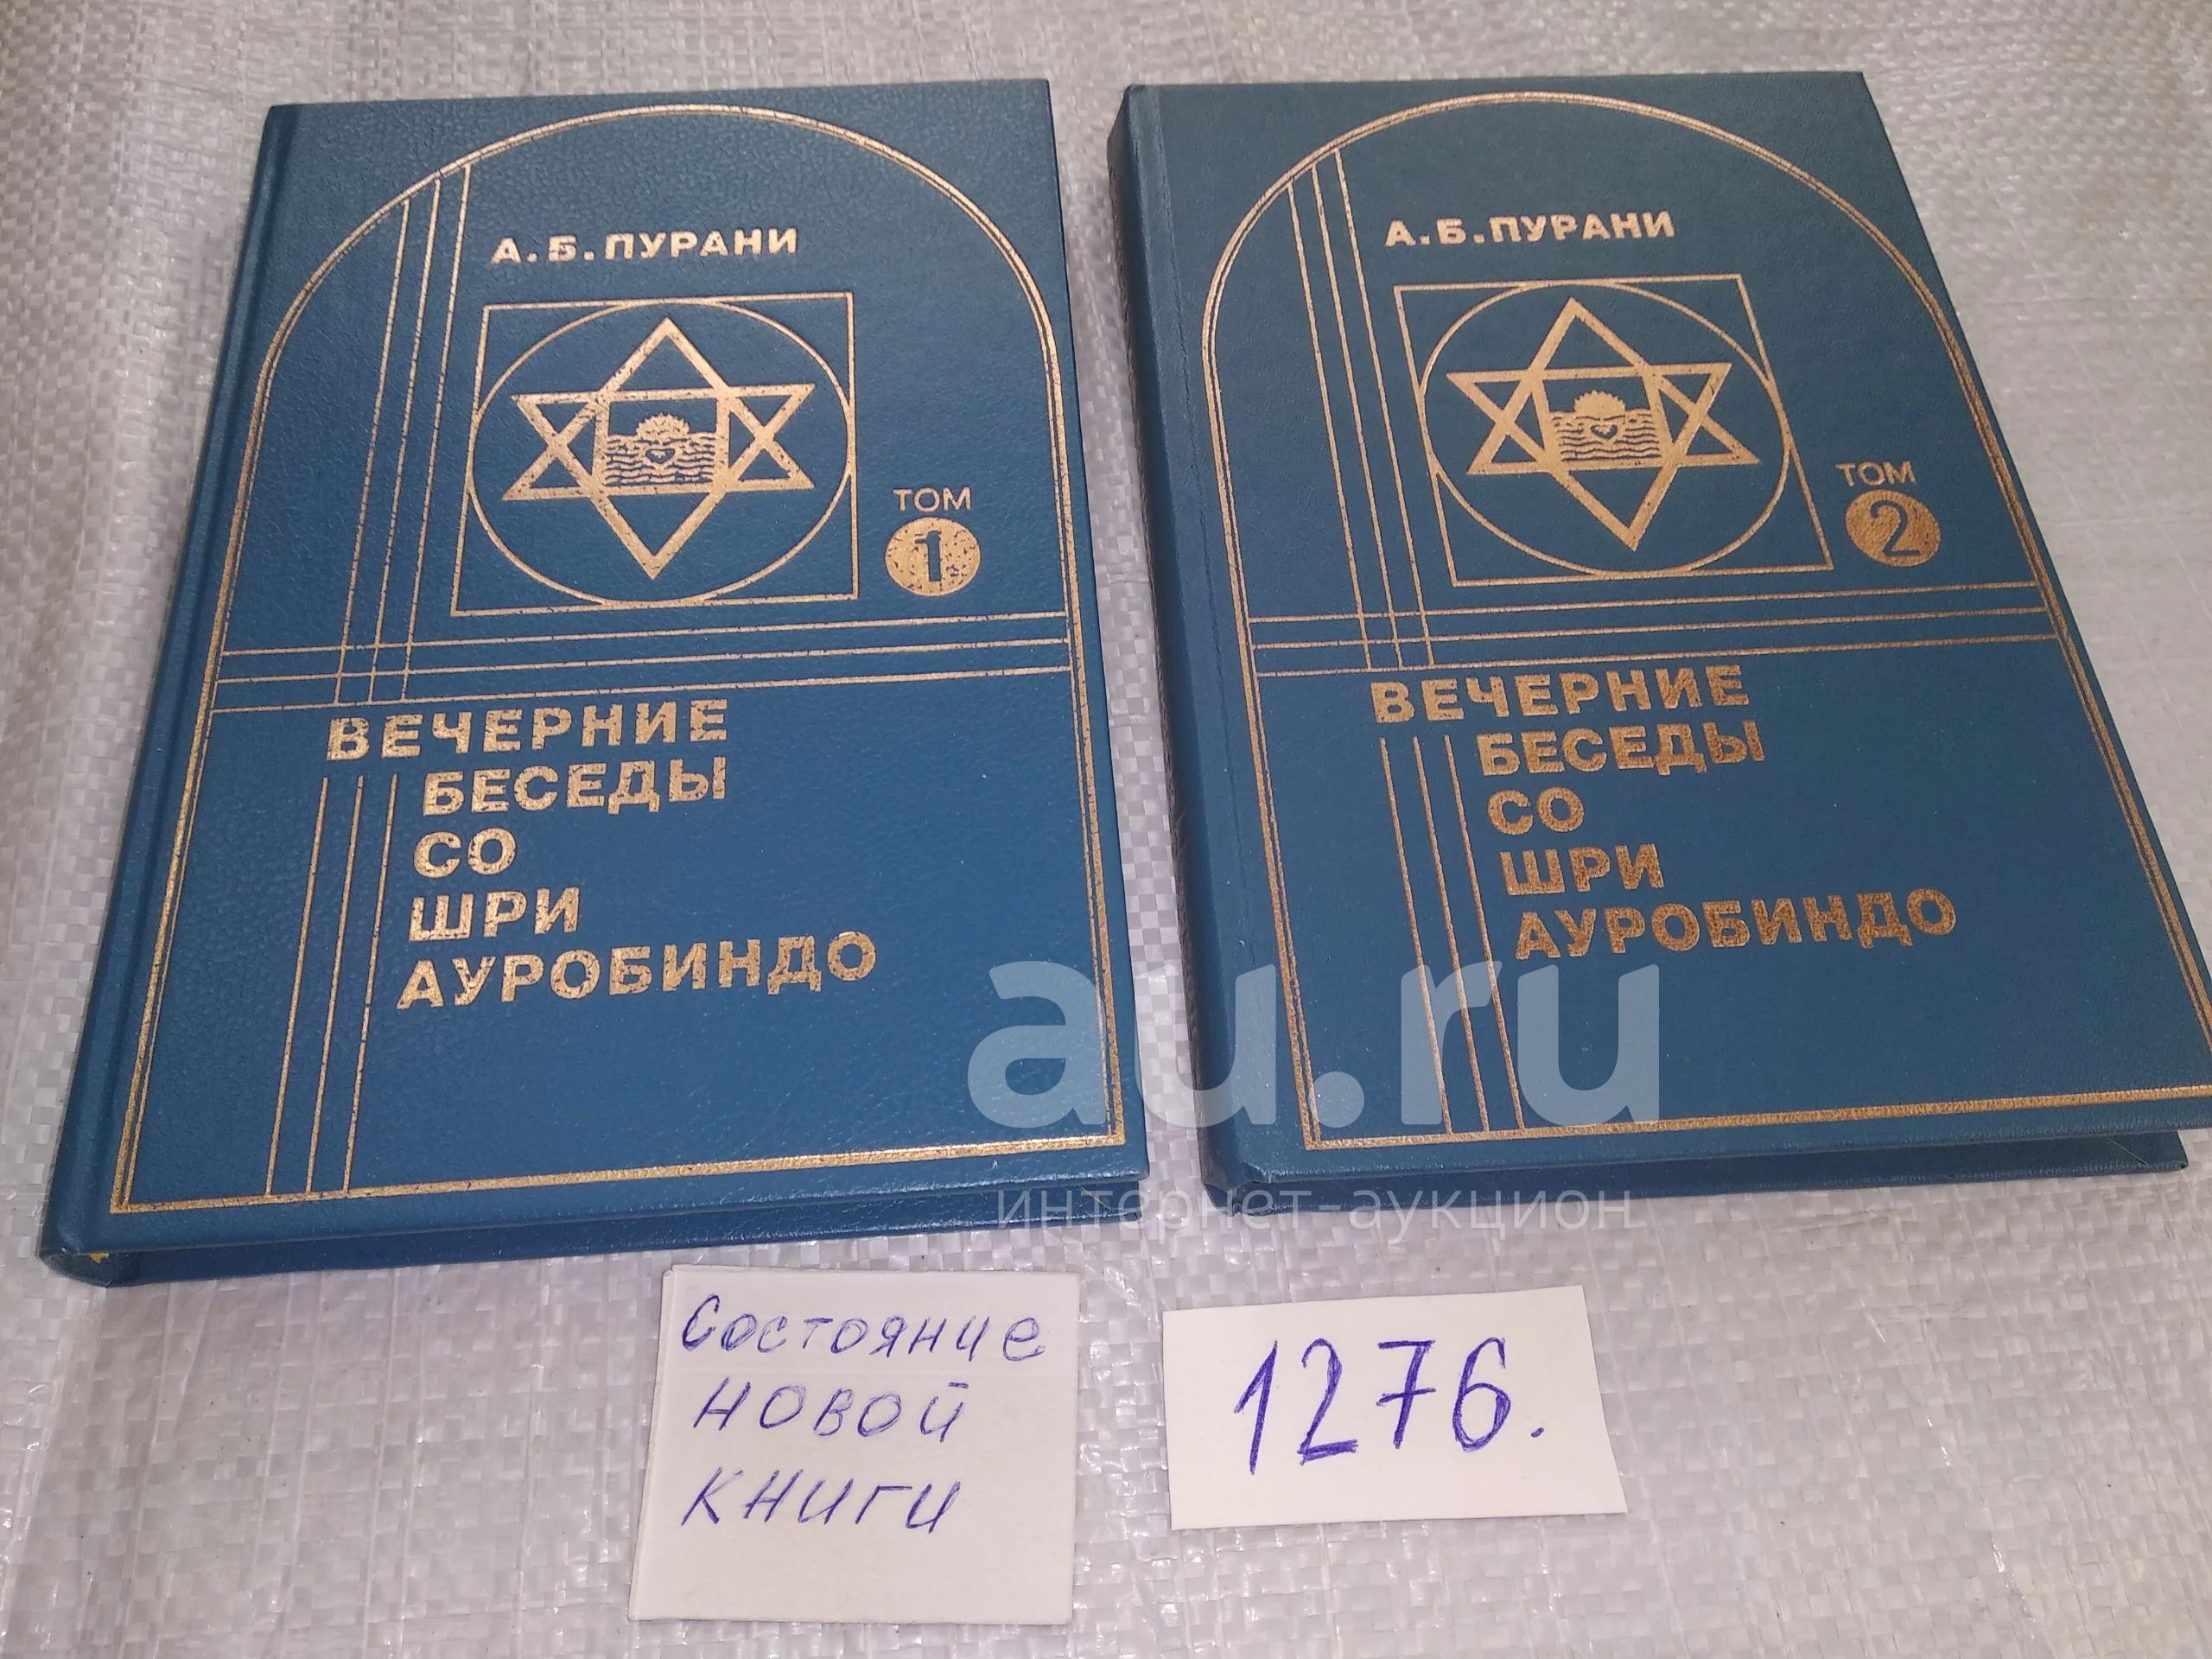 А.Б.ПУРАНИ
ТОМ
1
ВЕЧЕРНИЕ
БЕСЕДЫ
СО
ШРИ
АУРОБИНДО
А.Б.ПУРАНИ
ТОМ
2
ВЕЧЕРНИЕ
БЕСЕДЫ
СО
ШРИ
АУРОБИНДО
au.ru
интернет-аукцион
Состояние
новой
книги
1276.